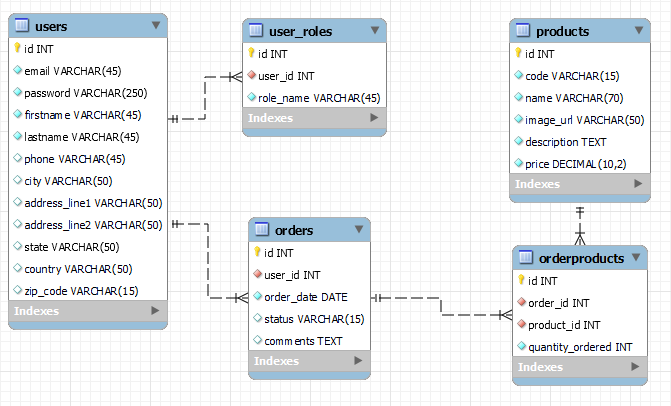 users
id INT
email VARCHAR(45)
password VARCHAR(250)
firstname VARCHAR(45)
lastname VARCHAR(45)
phone VARCHAR(45)
city VARCHAR(50)
address_line1 VARCHAR(50)
address_line2 VARCHAR(50)
state VARCHAR(50)
country VARCHAR(50)
zip_code VARCHAR(15)
Indexes
user_roles
id INT
user_id INT
role_name VARCHAR(45)
Indexes
products
id INT
code VARCHAR(15)
name VARCHAR(70)
image_url VARCHAR(50)
description TEXT
price DECIMAL(10,2)
Indexes
orders
id INT
user_id INT
order_date DATE
status VARCHAR(15)
comments TEXT
Indexes
orderproducts
id INT
order_id INT
product_id INT
quantity_ordered INT
Indexes